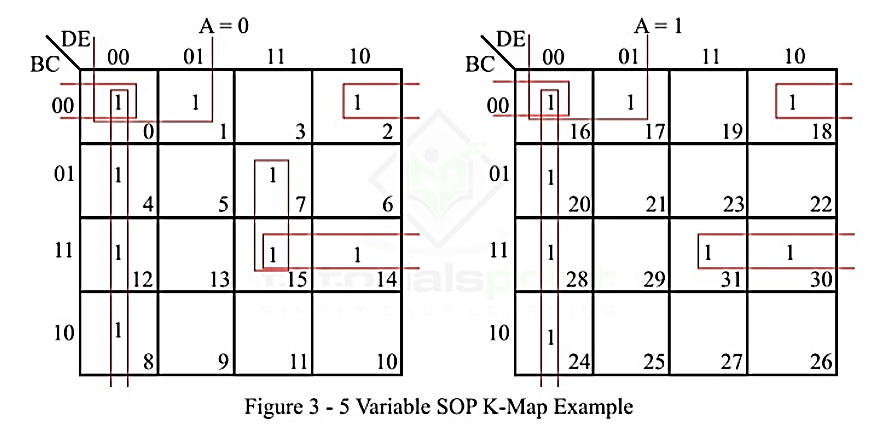 A = 0
DE
BC
00 01 11 10
00 1 1 1
0 1 3 2
01 1 1
4 5 7 6
11 1 1 1
12 13 15 14
10 1
8 9 11 10
A = 1
DE
BC
00 01 11 10
00 1 1 1
16 17 19 18
01 1
20 21 23 22
11 1 1 1
28 29 31 30
10 1
24 25 27 26
Figure 3 - 5 Variable SOP K-Map Example